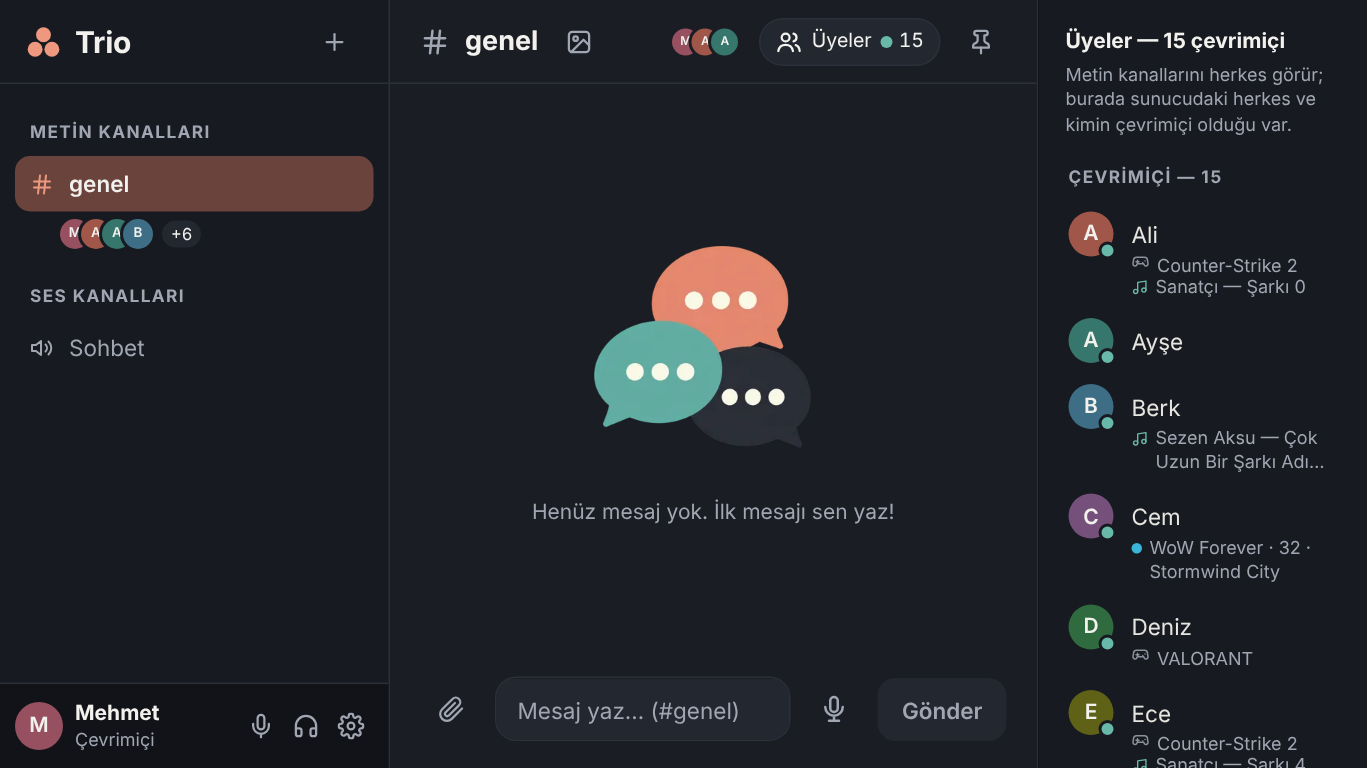 Trio
METİN KANALLARI
# genel
M A A B +6
SES KANALLARI
Sohbet
M Mehmet
Çevrimiçi
# genel
M A A
Üyeler 15
Henüz mesaj yok. İlk mesajı sen yaz!
Mesaj yaz... (#genel)
Gönder
Üyeler — 15 çevrimiçi
Metin kanallarını herkes görür;
burada sunucudaki herkes ve
kimin çevrimiçi olduğu var.
ÇEVRİMİÇİ — 15
A Ali
Counter-Strike 2
Sanatçı — Şarkı 0
A Ayşe
B Berk
Sezen Aksu — Çok
Uzun Bir Şarkı Adı...
C Cem
WoW Forever · 32 ·
Stormwind City
D Deniz
VALORANT
E Ece
Counter-Strike 2
Sanatçı — Şarkı 4